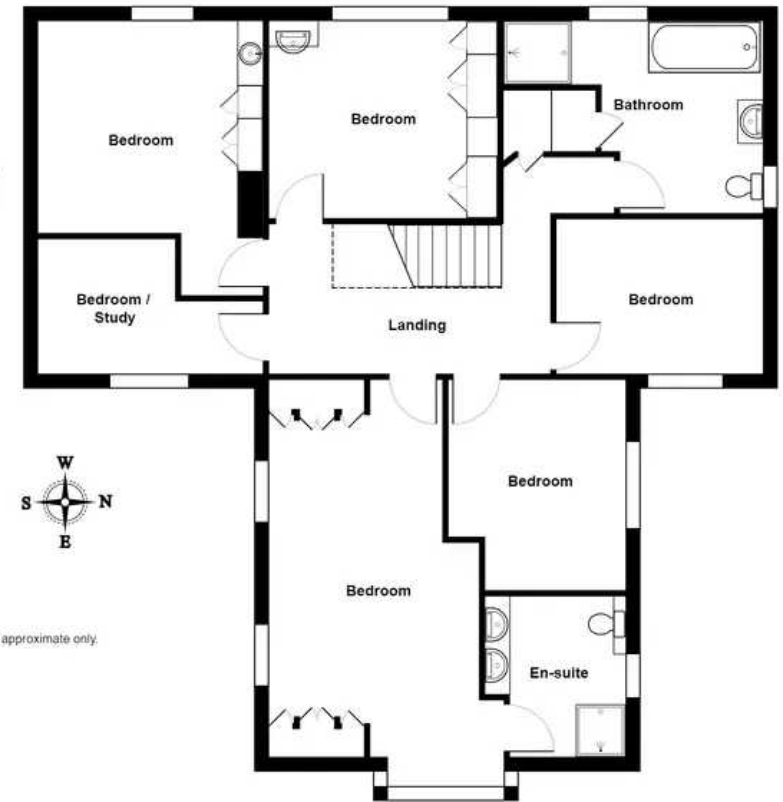 Bedroom
Bedroom
Bathroom
Bedroom /
Study
Bedroom
Landing
W
S N
E
Bedroom
Bedroom
approximate only.
En-suite